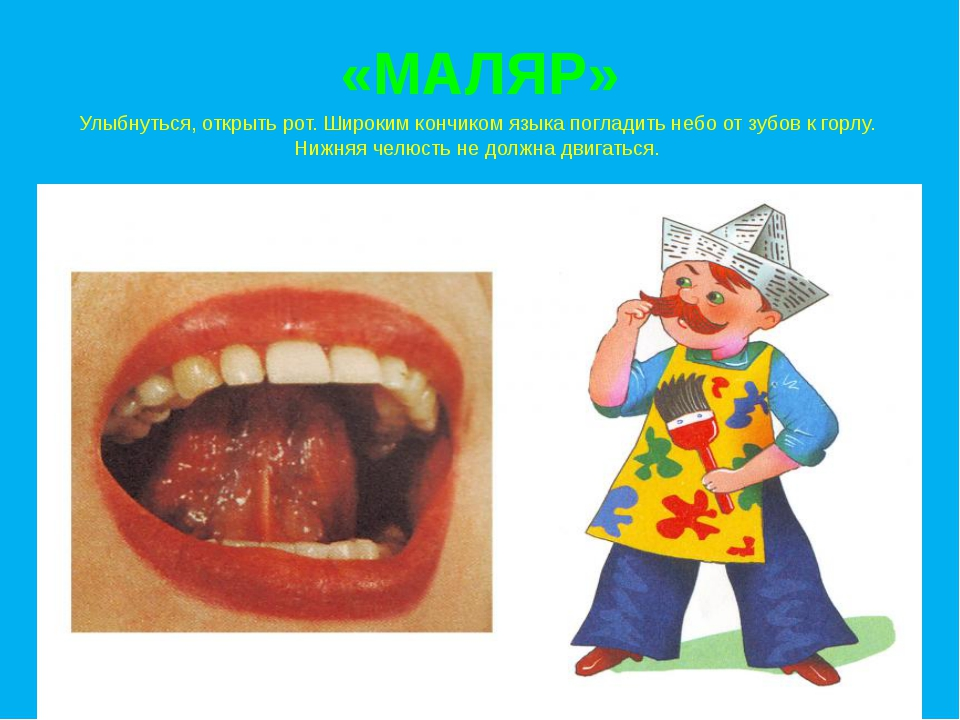 «МАЛЯР»
Улыбнуться, открыть рот. Широким кончиком языка погладить небо от зубов к горлу.
Нижняя челюсть не должна двигаться.